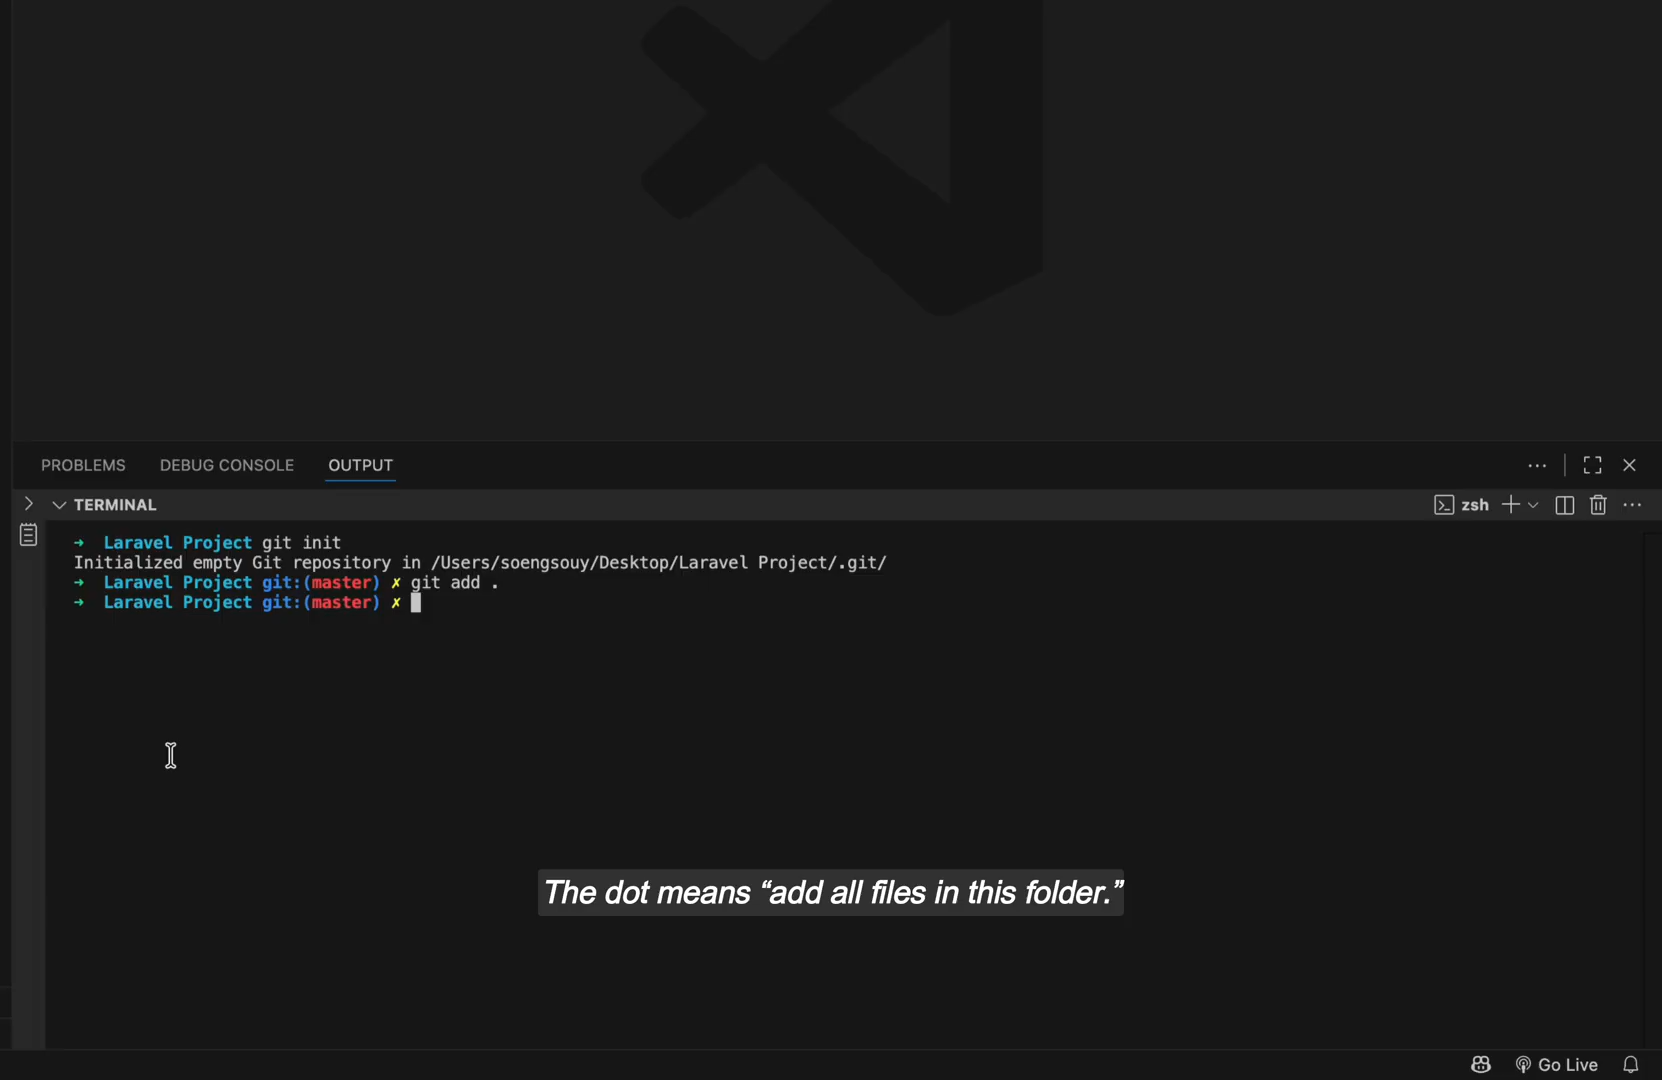 PROBLEMS DEBUG CONSOLE OUTPUT
TERMINAL zsh
→ Laravel Project git init
Initialized empty Git repository in /Users/soengsouy/Desktop/Laravel Project/.git/
→ Laravel Project git:(master) ✗ git add .
→ Laravel Project git:(master) ✗
The dot means “add all files in this folder.”
Go Live